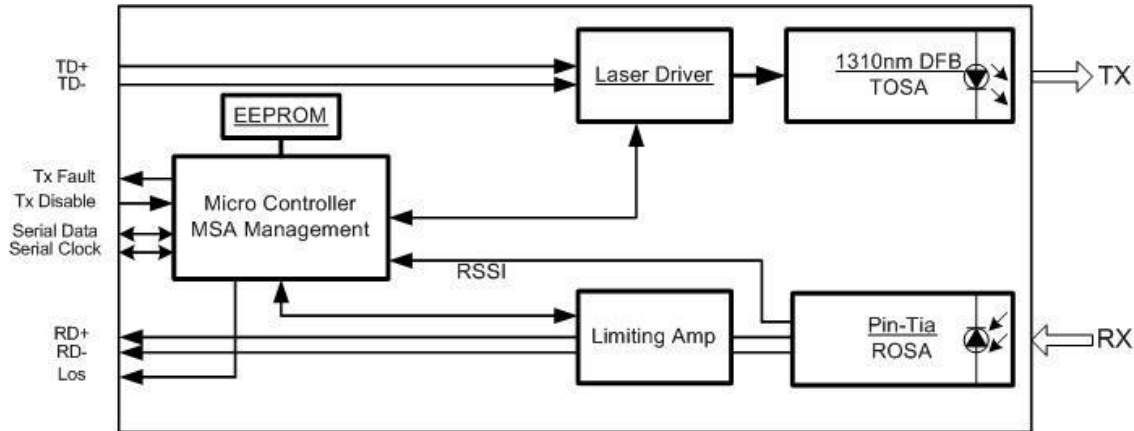 TD+
TD-
Laser Driver
1310nm DFB
TOSA
TX
EEPROM
Tx Fault
Tx Disable
Serial Data
Serial Clock
Micro Controller
MSA Management
RSSI
RD+
RD-
Los
Limiting Amp
Pin-Tia
ROSA
RX